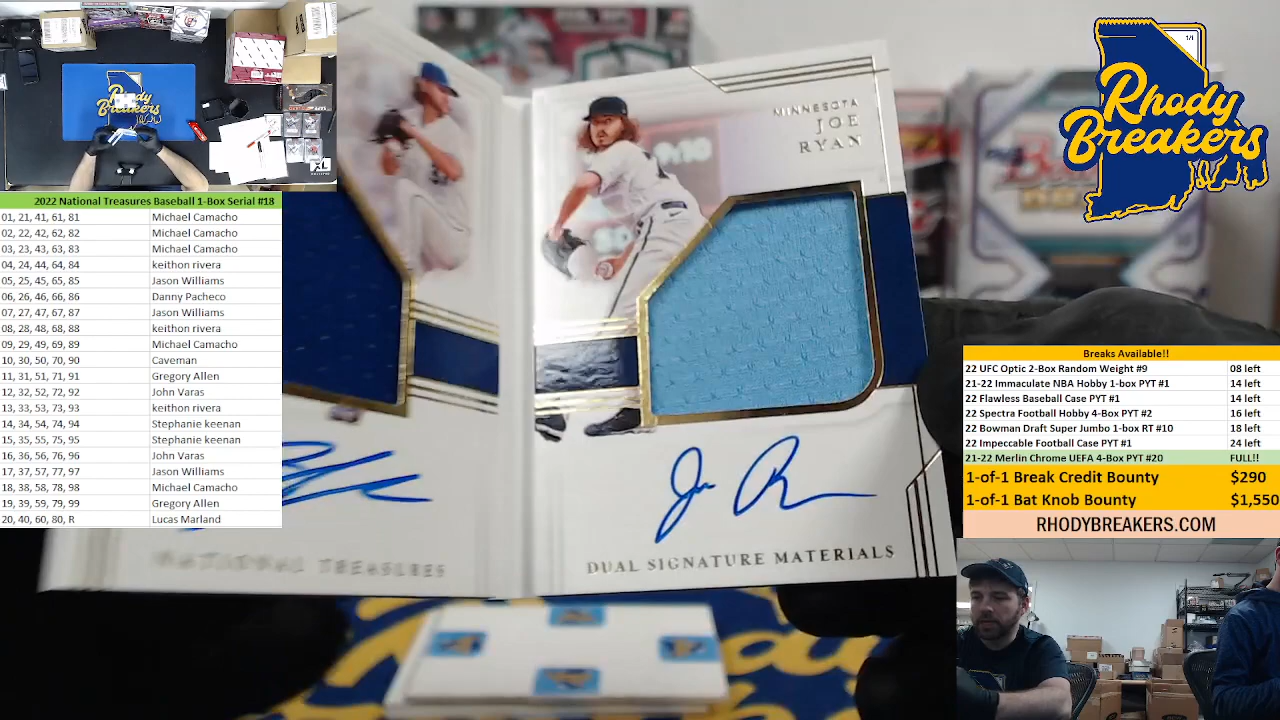 2022 National Treasures Baseball 1-Box Serial #18
01, 21, 41, 61, 81 Michael Camacho
02, 22, 42, 62, 82 Michael Camacho
03, 23, 43, 63, 83 Michael Camacho
04, 24, 44, 64, 84 keithon rivera
05, 25, 45, 65, 85 Jason Williams
06, 26, 46, 66, 86 Danny Pacheco
07, 27, 47, 67, 87 Jason Williams
08, 28, 48, 68, 88 keithon rivera
09, 29, 49, 69, 89 Michael Camacho
10, 30, 50, 70, 90 Caveman
11, 31, 51, 71, 91 Gregory Allen
12, 32, 52, 72, 92 John Varas
13, 33, 53, 73, 93 keithon rivera
14, 34, 54, 74, 94 Stephanie keenan
15, 35, 55, 75, 95 Stephanie keenan
16, 36, 56, 76, 96 John Varas
17, 37, 57, 77, 97 Jason Williams
18, 38, 58, 78, 98 Michael Camacho
19, 39, 59, 79, 99 Gregory Allen
20, 40, 60, 80, R Lucas Marland
Rhody
Breakers
MINNESOTA
JOE
RYAN
NATIONAL TREASURES
DUAL SIGNATURE MATERIALS
1/1
Rhody
Breakers
Breaks Available!!
22 UFC Optic 2-Box Random Weight #9 08 left
21-22 Immaculate NBA Hobby 1-box PYT #1 14 left
22 Flawless Baseball Case PYT #1 14 left
22 Spectra Football Hobby 4-Box PYT #2 16 left
22 Bowman Draft Super Jumbo 1-box RT #10 18 left
22 Impeccable Football Case PYT #1 24 left
21-22 Merlin Chrome UEFA 4-Box PYT #20 FULL!!
1-of-1 Break Credit Bounty $290
1-of-1 Bat Knob Bounty $1,550
RHODYBREAKERS.COM